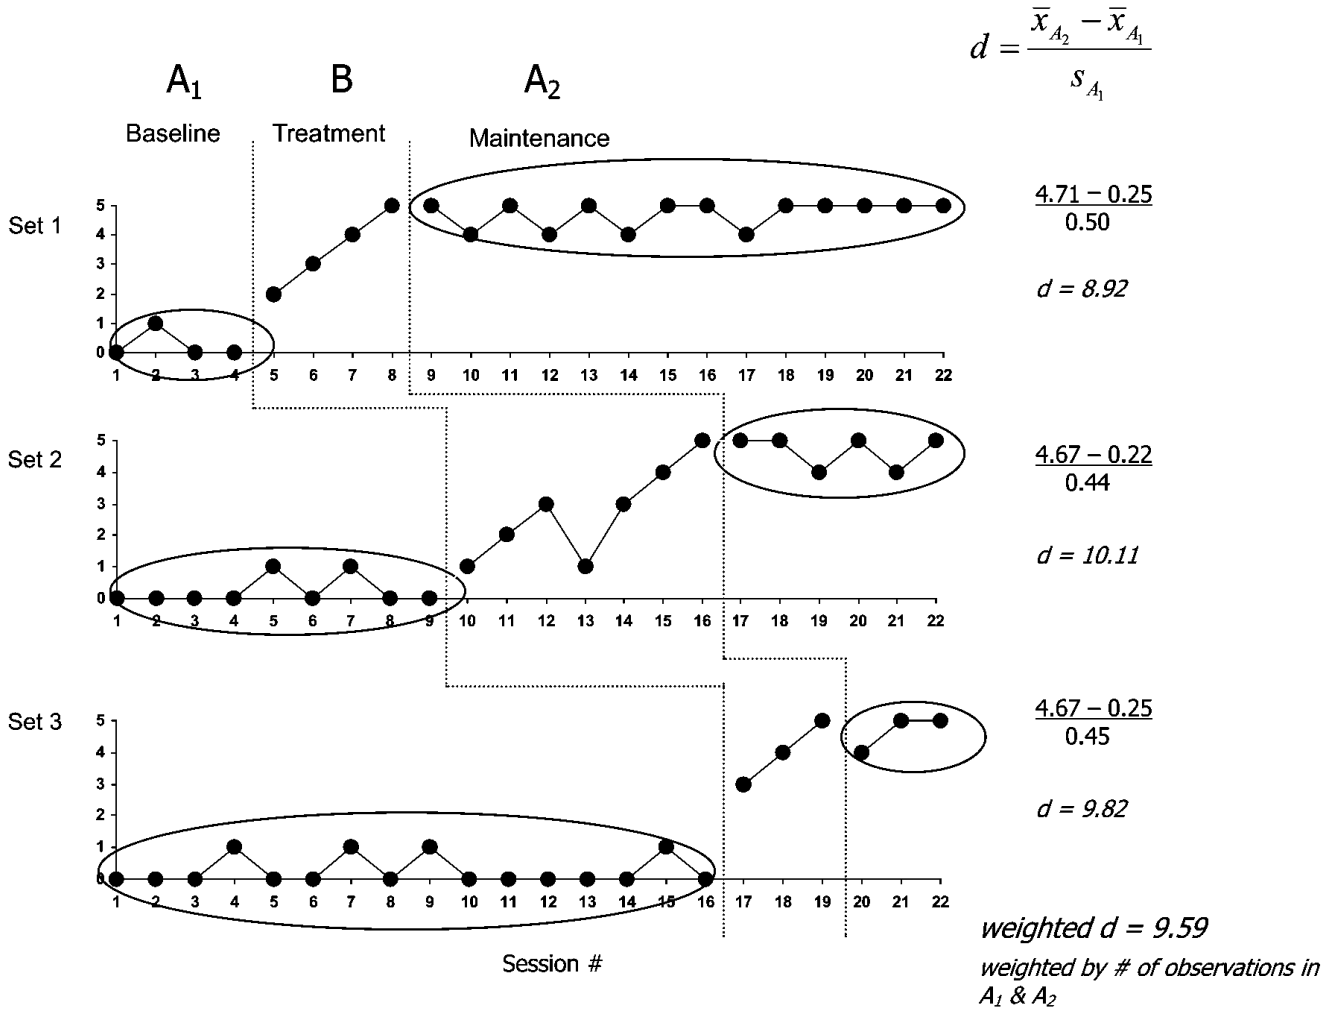 d = x̄A₂ − x̄A₁ / sA₁
A₁ B A₂
Baseline Treatment Maintenance
Set 1
5
4
3
2
1
0
1 2 3 4 5 6 7 8 9 10 11 12 13 14 15 16 17 18 19 20 21 22
4.71 – 0.25
0.50
d = 8.92
Set 2
5
4
3
2
1
0
1 2 3 4 5 6 7 8 9 10 11 12 13 14 15 16 17 18 19 20 21 22
4.67 – 0.22
0.44
d = 10.11
Set 3
5
4
3
2
1
0
1 2 3 4 5 6 7 8 9 10 11 12 13 14 15 16 17 18 19 20 21 22
4.67 – 0.25
0.45
d = 9.82
Session #
weighted d = 9.59
weighted by # of observations in
A₁ & A₂